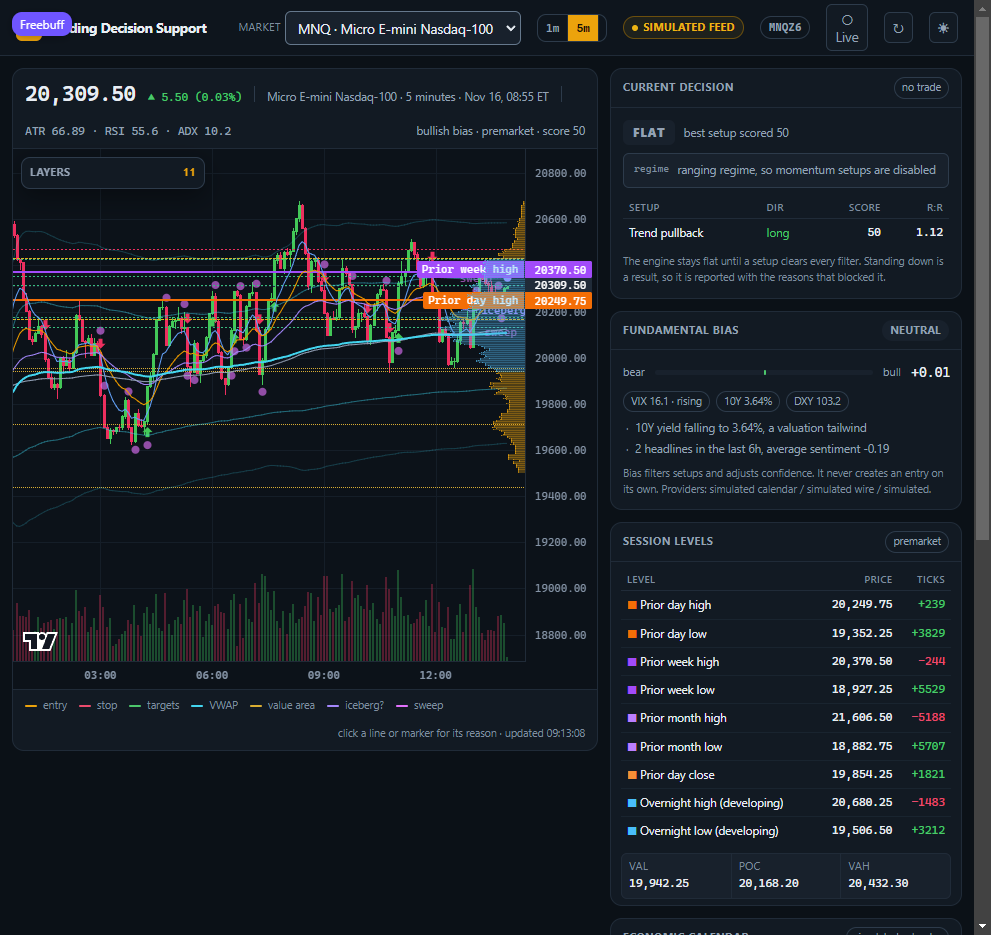 Freebuff
ding Decision Support
MARKET
MNQ · Micro E-mini Nasdaq-100
1m
5m
SIMULATED FEED
MNQZ6
Live
20,309.50 ▲ 5.50 (0.03%)
Micro E-mini Nasdaq-100 · 5 minutes · Nov 16, 08:55 ET
ATR 66.89 · RSI 55.6 · ADX 10.2
bullish bias · premarket · score 50
LAYERS 11
20800.00
20600.00
Prior week high 20370.50
20309.50
Prior day high 20249.75
20200.00
iceberg
sweep
20000.00
19800.00
19600.00
19400.00
19200.00
19000.00
18800.00
03:00 06:00 09:00 12:00
entry stop targets VWAP value area iceberg? sweep
click a line or marker for its reason · updated 09:13:08
CURRENT DECISION
no trade
FLAT best setup scored 50
regime ranging regime, so momentum setups are disabled
SETUP DIR SCORE R:R
Trend pullback long 50 1.12
The engine stays flat until a setup clears every filter. Standing down is
a result, so it is reported with the reasons that blocked it.
FUNDAMENTAL BIAS
NEUTRAL
bear bull +0.01
VIX 16.1 · rising
10Y 3.64%
DXY 103.2
· 10Y yield falling to 3.64%, a valuation tailwind
· 2 headlines in the last 6h, average sentiment -0.19
Bias filters setups and adjusts confidence. It never creates an entry on
its own. Providers: simulated calendar / simulated wire / simulated.
SESSION LEVELS
premarket
LEVEL PRICE TICKS
Prior day high 20,249.75 +239
Prior day low 19,352.25 +3829
Prior week high 20,370.50 −244
Prior week low 18,927.25 +5529
Prior month high 21,606.50 −5188
Prior month low 18,882.75 +5707
Prior day close 19,854.25 +1821
Overnight high (developing) 20,680.25 −1483
Overnight low (developing) 19,506.50 +3212
VAL POC VAH
19,942.25 20,168.20 20,432.30
ECONOMIC CALENDAR